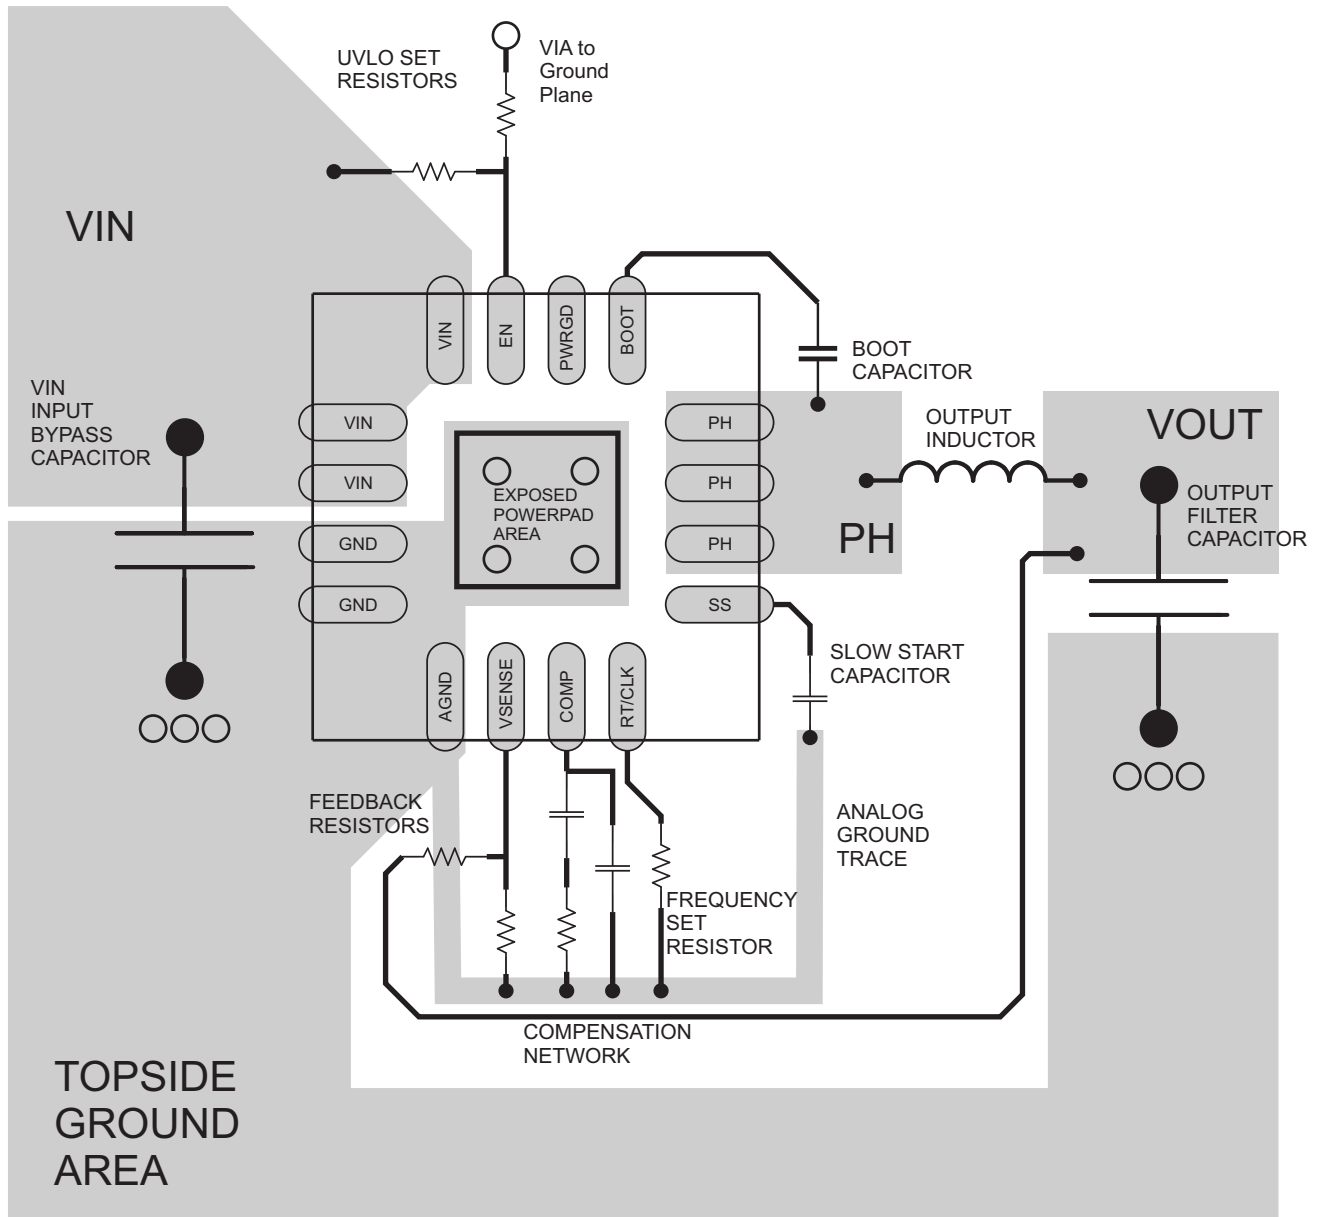 UVLO SET
RESISTORS
VIA to
Ground
Plane
VIN
VIN
EN
PWRGD
BOOT
BOOT
CAPACITOR
VIN
INPUT
BYPASS
CAPACITOR
VIN
VIN
GND
GND
EXPOSED
POWERPAD
AREA
PH
PH
PH
SS
PH
OUTPUT
INDUCTOR
VOUT
OUTPUT
FILTER
CAPACITOR
AGND
VSENSE
COMP
RT/CLK
SLOW START
CAPACITOR
FEEDBACK
RESISTORS
ANALOG
GROUND
TRACE
FREQUENCY
SET
RESISTOR
COMPENSATION
NETWORK
TOPSIDE
GROUND
AREA